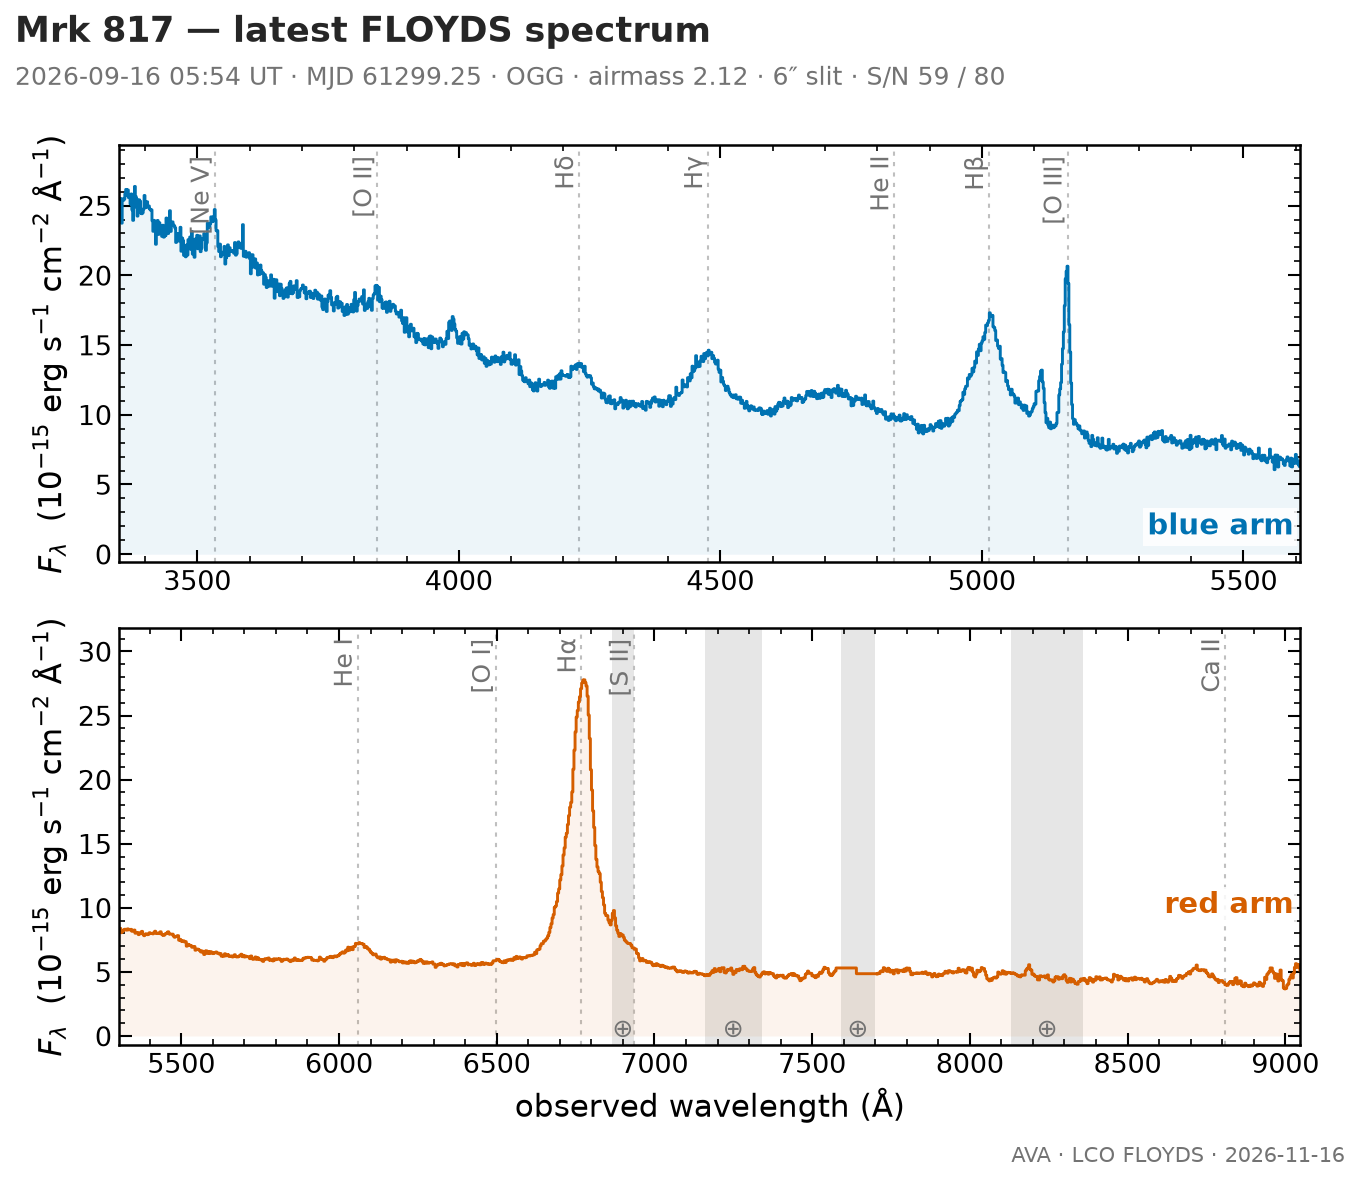 Mrk 817 — latest FLOYDS spectrum
2026-09-16 05:54 UT · MJD 61299.25 · OGG · airmass 2.12 · 6″ slit · S/N 59 / 80
F_λ (10⁻¹⁵ erg s⁻¹ cm⁻² Å⁻¹)
25
20
15
10
5
0
[Ne V]
[O II]
Hδ
Hγ
He II
Hβ
[O III]
blue arm
3500 4000 4500 5000 5500
F_λ (10⁻¹⁵ erg s⁻¹ cm⁻² Å⁻¹)
30
25
20
15
10
5
0
He I
[O I]
Hα
[S II]
Ca II
red arm
⊕ ⊕ ⊕ ⊕
5500 6000 6500 7000 7500 8000 8500 9000
observed wavelength (Å)
AVA · LCO FLOYDS · 2026-11-16